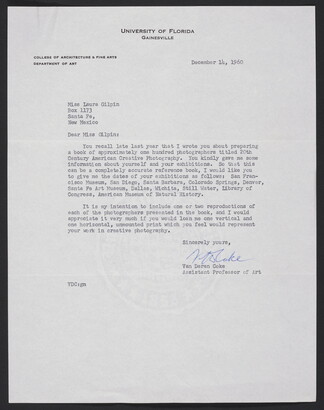 UNIVERSITY OF FLORIDA
GAINESVILLE
COLLEGE OF ARCHITECTURE & FINE ARTS
DEPARTMENT OF ART
December 14, 1960
Miss Laura Gilpin
Box 1173
Santa Fe,
New Mexico
Dear Miss Gilpin:
You recall late last year that I wrote you about preparing
a book of approximately one hundred photographers titled 20th
Century American Creative Photography. You kindly gave me some
information about yourself and your exhibitions. So that this
can be a completely accurate reference book, I would like you
to give me the dates of your exhibitions as follows: San Fran-
cisco Museum, San Diego, Santa Barbara, Colorado Springs, Denver,
Santa Fe Art Museum, Dallas, Wichita, Still Water, Library of
Congress, American Museum of Natural History.
It is my intention to include one or two reproductions of
each of the photographers presented in the book, and I would
appreciate it very much if you would loan me one vertical and
one horizontal, unmounted print which you feel would represent
your work in creative photography.
Sincerely yours,
V D Coke
Van Deren Coke
Assistant Professor of Art
VDC:gm